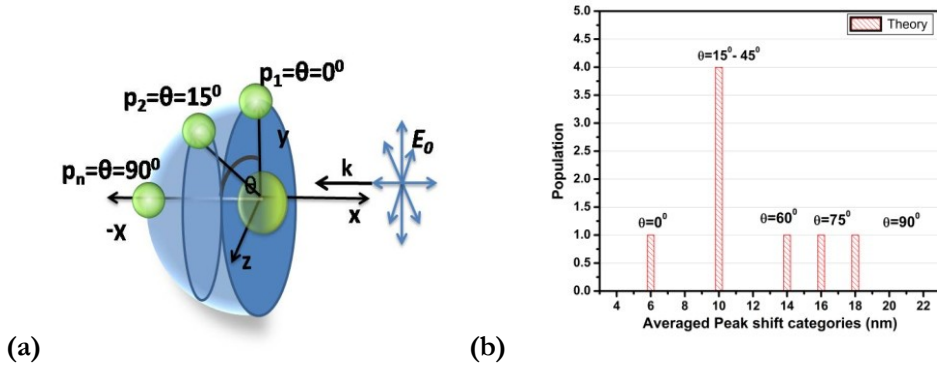 p₁=θ=0⁰
p₂=θ=15⁰
pₙ=θ=90⁰
y
θ
E₀
k
x
-X
z
(a)
Theory
θ=15⁰- 45⁰
θ=0⁰
θ=60⁰
θ=75⁰
θ=90⁰
Population
5.0
4.5
4.0
3.5
3.0
2.5
2.0
1.5
1.0
0.5
0.0
4 6 8 10 12 14 16 18 20 22
Averaged Peak shift categories (nm)
(b)